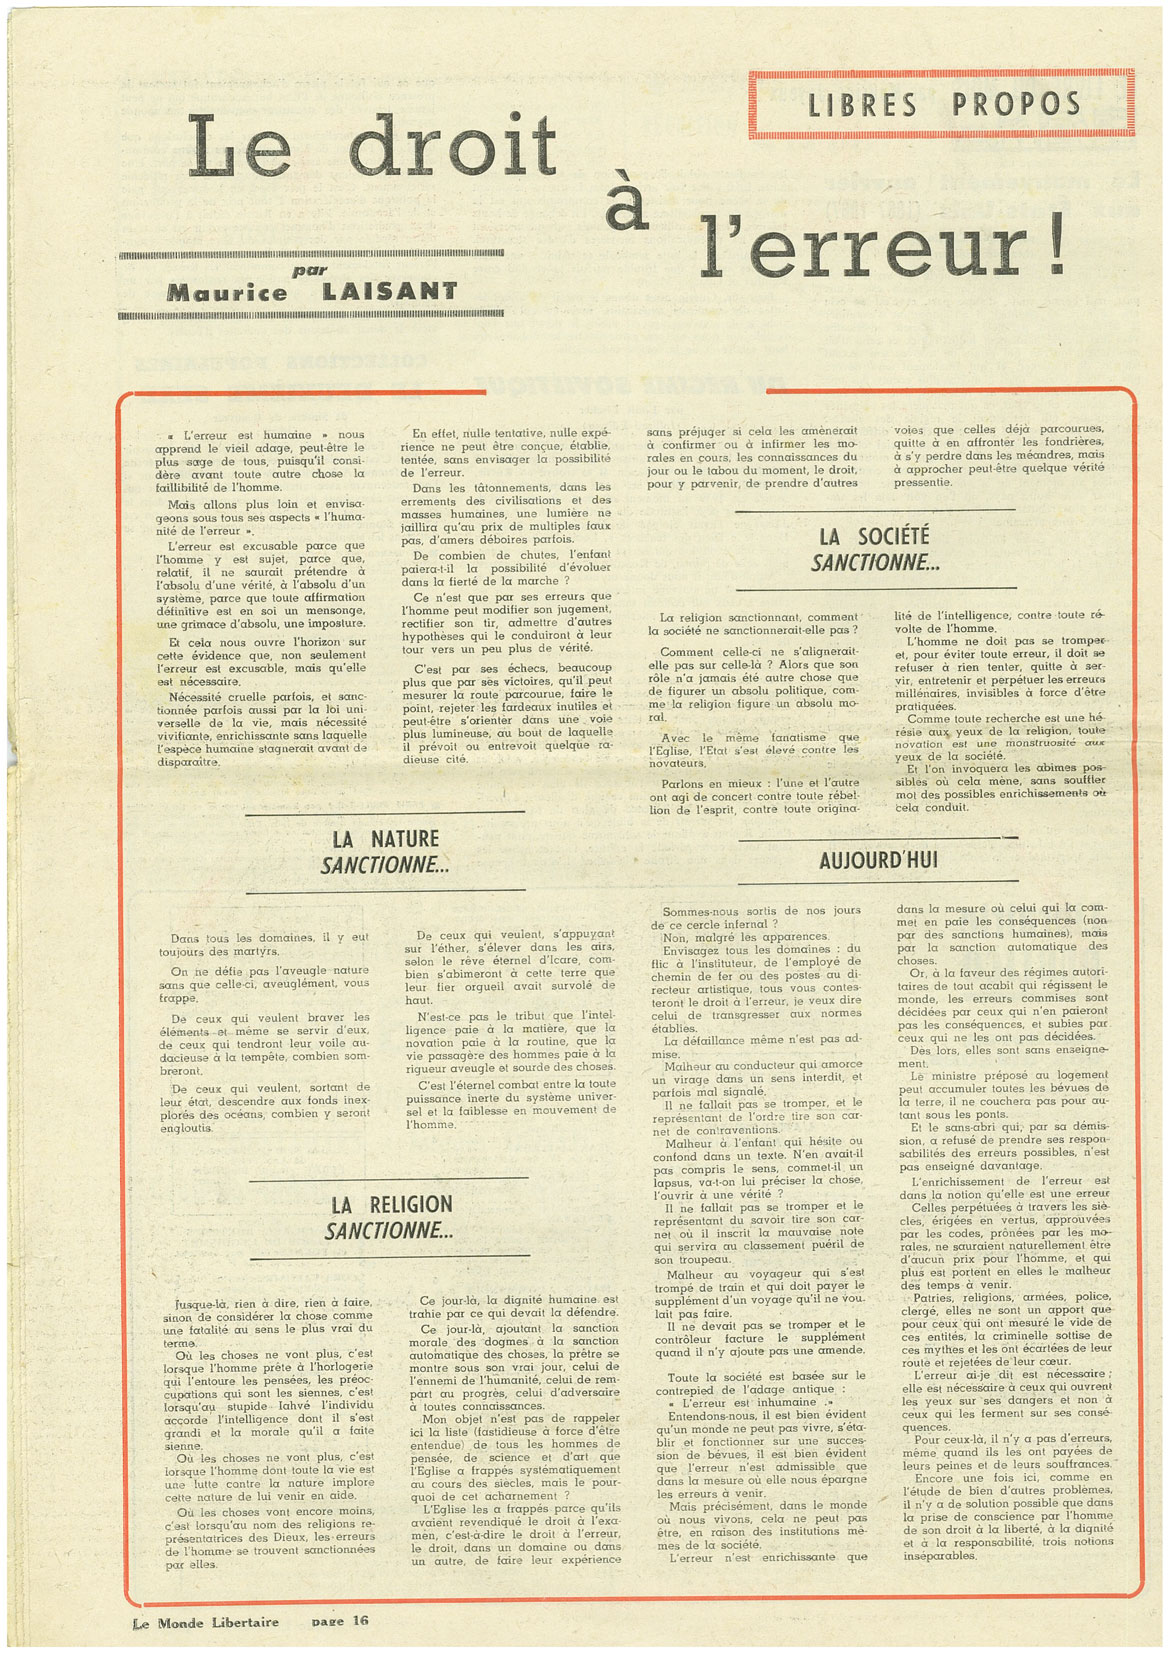 LIBRES PROPOS
Le droit
à
l'erreur !
par
Maurice LAISANT
« L'erreur est humaine » nous
apprend le vieil adage, peut-être le
plus sage de tous, puisqu'il consi-
dère avant toute autre chose la
faillibilité de l'homme.
Mais allons plus loin et envisa-
geons sous tous ses aspects « l'huma-
nité de l'erreur ».
L'erreur est excusable parce que
l'homme y est sujet, parce que,
relatif, il ne saurait prétendre à
l'absolu d'une vérité, à l'absolu d'un
système, parce que toute affirmation
définitive est en soi un mensonge,
une grimace d'absolu, une imposture.
Et cela nous ouvre l'horizon sur
cette évidence que, non seulement
l'erreur est excusable, mais qu'elle
est nécessaire.
Nécessité cruelle parfois, et sanc-
tionnée parfois aussi par la loi uni-
verselle de la vie, mais nécessité
vivifiante, enrichissante sans laquelle
l'espèce humaine stagnerait avant de
disparaître.
En effet, nulle tentative, nulle expé-
rience ne peut être conçue, établie,
tentée, sans envisager la possibilité
de l'erreur.
Dans les tâtonnements, dans les
errements des civilisations et des
masses humaines, une lumière ne
jaillira qu'au prix de multiples faux
pas, d'amers déboires parfois.
De combien de chutes, l'enfant
paiera-t-il la possibilité d'évoluer
dans la fierté de la marche ?
Ce n'est que par ses erreurs que
l'homme peut modifier son jugement,
rectifier son tir, admettre d'autres
hypothèses qui le conduiront à leur
tour vers un peu plus de vérité.
C'est par ses échecs, beaucoup
plus que par ses victoires, qu'il peut
mesurer la route parcourue, faire le
point, rejeter les fardeaux inutiles et
peut-être s'orienter dans une voie
plus lumineuse, au bout de laquelle
il prévoit ou entrevoit quelque ra-
dieuse cité.
LA NATURE
SANCTIONNE...
Dans tous les domaines, il y eut
toujours des martyrs.
On ne défie pas l'aveugle nature
sans que celle-ci, aveuglément, vous
frappe.
De ceux qui veulent braver les
éléments et même se servir d'eux,
de ceux qui tendront leur voile au-
dacieuse à la tempête, combien som-
breront.
De ceux qui veulent, sortant de
leur état, descendre aux fonds inex-
plorés des océans, combien y seront
engloutis.
De ceux qui veulent, s'appuyant
sur l'éther, s'élever dans les airs,
selon le rêve éternel d'Icare, com-
bien s'abîmeront à cette terre que
leur fier orgueil avait survolé de
haut.
N'est-ce pas le tribut que l'intel-
ligence paie à la matière, que la
novation paie à la routine, que la
vie passagère des hommes paie à la
rigueur aveugle et sourde des choses.
C'est l'éternel combat entre la toute
puissance inerte du système univer-
sel et la faiblesse en mouvement de
l'homme.
LA RELIGION
SANCTIONNE...
Jusque-là, rien à dire, rien à faire,
sinon de considérer la chose comme
une fatalité au sens le plus vrai du
terme.
Où les choses ne vont plus, c'est
lorsque l'homme prête à l'horlogerie
qui l'entoure les pensées, les préoc-
cupations qui sont les siennes, c'est
lorsqu'au stupide Iahvé l'individu
accorde l'intelligence dont il s'est
grandi et la morale qu'il a faite
sienne.
Où les choses ne vont plus, c'est
lorsque l'homme dont toute la vie est
une lutte contre la nature implore
cette nature de lui venir en aide.
Où les choses vont encore moins,
c'est lorsqu'au nom des religions re-
présentatrices des Dieux, les erreurs
de l'homme se trouvent sanctionnées
par elles.
Ce jour-là, la dignité humaine est
trahie par ce qui devait la défendre.
Ce jour-là, ajoutant la sanction
morale des dogmes à la sanction
automatique des choses, la prêtre se
montre sous son vrai jour, celui de
l'ennemi de l'humanité, celui de rem-
part au progrès, celui d'adversaire
à toutes connaissances.
Mon objet n'est pas de rappeler
ici la liste (fastidieuse à force d'être
entendue) de tous les hommes de
pensée, de science et d'art que
l'Eglise a frappés systématiquement
au cours des siècles, mais le pour-
quoi de cet acharnement ?
L'Eglise les a frappés parce qu'ils
avaient revendiqué le droit à l'exa-
men, c'est-à-dire le droit à l'erreur,
le droit, dans un domaine ou dans
un autre, de faire leur expérience
sans préjuger si cela les amènerait
à confirmer ou à infirmer les mo-
rales en cours, les connaissances du
jour ou le tabou du moment, le droit,
pour y parvenir, de prendre d'autres
voies que celles déjà parcourues,
quitte à en affronter les fondrières,
à s'y perdre dans les méandres, mais
à approcher peut-être quelque vérité
pressentie.
LA SOCIÉTÉ
SANCTIONNE...
La religion sanctionnant, comment
la société ne sanctionnerait-elle pas ?
Comment celle-ci ne s'alignerait-
elle pas sur celle-là ? Alors que son
rôle n'a jamais été autre chose que
de figurer un absolu politique, com-
me la religion figure un absolu mo-
ral.
Avec le même fanatisme que
l'Eglise, l'Etat s'est élevé contre les
novateurs.
Parlons en mieux : l'une et l'autre
ont agi de concert contre toute rébel-
lion de l'esprit, contre toute origina-
lité de l'intelligence, contre toute ré-
volte de l'homme.
L'homme ne doit pas se tromper
et, pour éviter toute erreur, il doit se
refuser à rien tenter, quitte à ser-
vir, entretenir et perpétuer les erreurs
millénaires, invisibles à force d'être
pratiquées.
Comme toute recherche est une hé-
résie aux yeux de la religion, toute
novation est une monstruosité aux
yeux de la société.
Et l'on invoquera les abîmes pos-
sibles où cela mène, sans souffler
mot des possibles enrichissements où
cela conduit.
AUJOURD'HUI
Sommes-nous sortis de nos jours
de ce cercle infernal ?
Non, malgré les apparences.
Envisagez tous les domaines : du
flic à l'instituteur, de l'employé de
chemin de fer ou des postes au di-
recteur artistique, tous vous contes-
teront le droit à l'erreur, je veux dire
celui de transgresser aux normes
établies.
La défaillance même n'est pas ad-
mise.
Malheur au conducteur qui amorce
un virage dans un sens interdit, et
parfois mal signalé.
Il ne fallait pas se tromper, et le
représentant de l'ordre tire son car-
net de contraventions.
Malheur à l'enfant qui hésite ou
confond dans un texte. N'en avait-il
pas compris le sens, commet-il un
lapsus, va-t-on lui préciser la chose,
l'ouvrir à une vérité ?
Il ne fallait pas se tromper et le
représentant du savoir tire son car-
net où il inscrit la mauvaise note
qui servira au classement puéril de
son troupeau.
Malheur au voyageur qui s'est
trompé de train et qui doit payer le
supplément d'un voyage qu'il ne vou-
lait pas faire.
Il ne devait pas se tromper et le
contrôleur facture le supplément
quand il n'y ajoute pas une amende.
Toute la société est basée sur le
contrepied de l'adage antique :
« L'erreur est inhumaine .»
Entendons-nous, il est bien évident
qu'un monde ne peut pas vivre, s'éta-
blir et fonctionner sur une succes-
sion de bévues, il est bien évident
que l'erreur n'est admissible que
dans la mesure où elle nous épargne
les erreurs à venir.
Mais précisément, dans le monde
où nous vivons, cela ne peut pas
être, en raison des institutions mê-
mes de la société.
L'erreur n'est enrichissante que
dans la mesure où celui qui la com-
met en paie les conséquences (non
par des sanctions humaines), mais
par la sanction automatique des
choses.
Or, à la faveur des régimes autori-
taires de tout acabit qui régissent le
monde, les erreurs commises sont
décidées par ceux qui n'en paieront
pas les conséquences, et subies par
ceux qui ne les ont pas décidées.
Dès lors, elles sont sans enseigne-
ment.
Le ministre préposé au logement
peut accumuler toutes les bévues de
la terre, il ne couchera pas pour au-
tant sous les ponts.
Et le sans-abri qui, par sa démis-
sion, a refusé de prendre ses respon-
sabilités des erreurs possibles, n'est
pas enseigné davantage.
L'enrichissement de l'erreur est
dans la notion qu'elle est une erreur
Celles perpétuées à travers les siè-
cles, érigées en vertus, approuvées
par les codes, prônées par les mo-
rales, ne sauraient naturellement être
d'aucun prix pour l'homme, et qui
plus est portent en elles le malheur
des temps à venir.
Patries, religions, armées, police,
clergé, elles ne sont un apport que
pour ceux qui ont mesuré le vide de
ces entités, la criminelle sottise de
ces mythes et les ont écartées de leur
route et rejetées de leur cœur.
L'erreur ai-je dit est nécessaire ;
elle est nécessaire à ceux qui ouvrent
les yeux sur ses dangers et non à
ceux qui les ferment sur ses consé-
quences.
Pour ceux-là, il n'y a pas d'erreurs,
même quand ils les ont payées de
leurs peines et de leurs souffrances.
Encore une fois ici, comme en
l'étude de bien d'autres problèmes,
il n'y a de solution possible que dans
la prise de conscience par l'homme
de son droit à la liberté, à la dignité
et à la responsabilité, trois notions
inséparables.
Le Monde Libertaire page 16